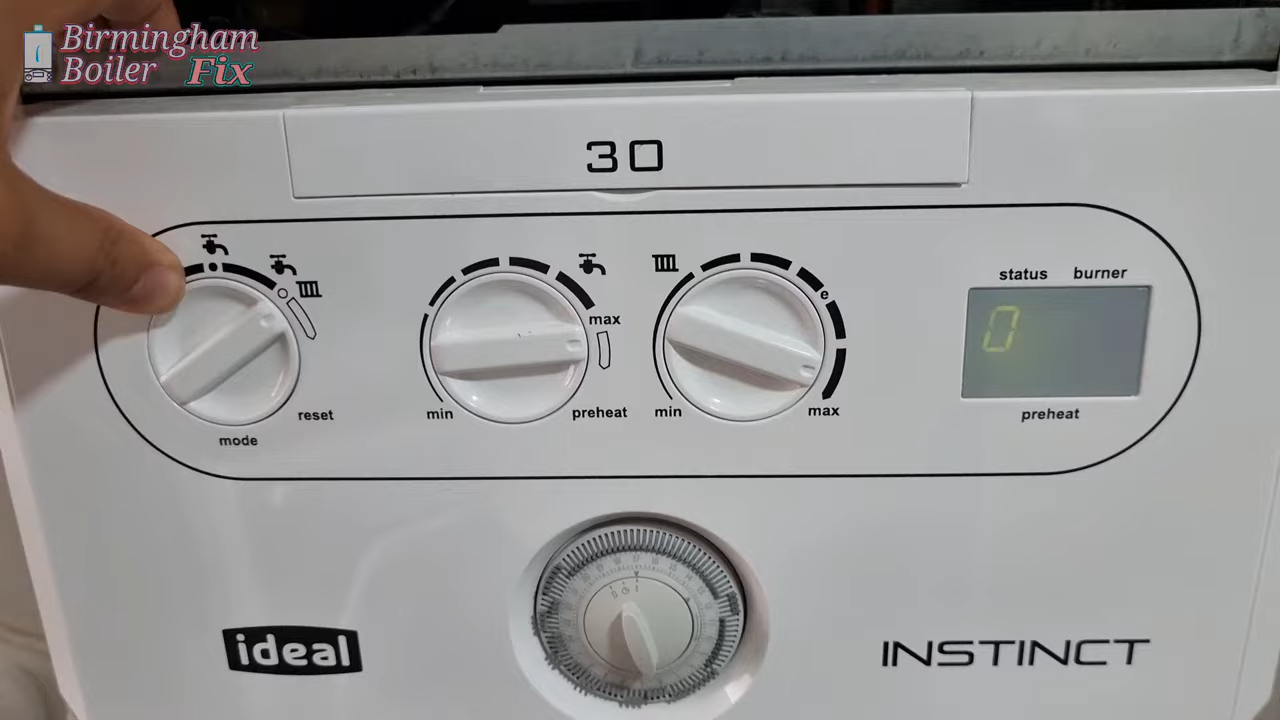 Birmingham
Boiler Fix
30
status burner
0
max
e
min
preheat
min
max
preheat
reset
mode
ideal
INSTINCT